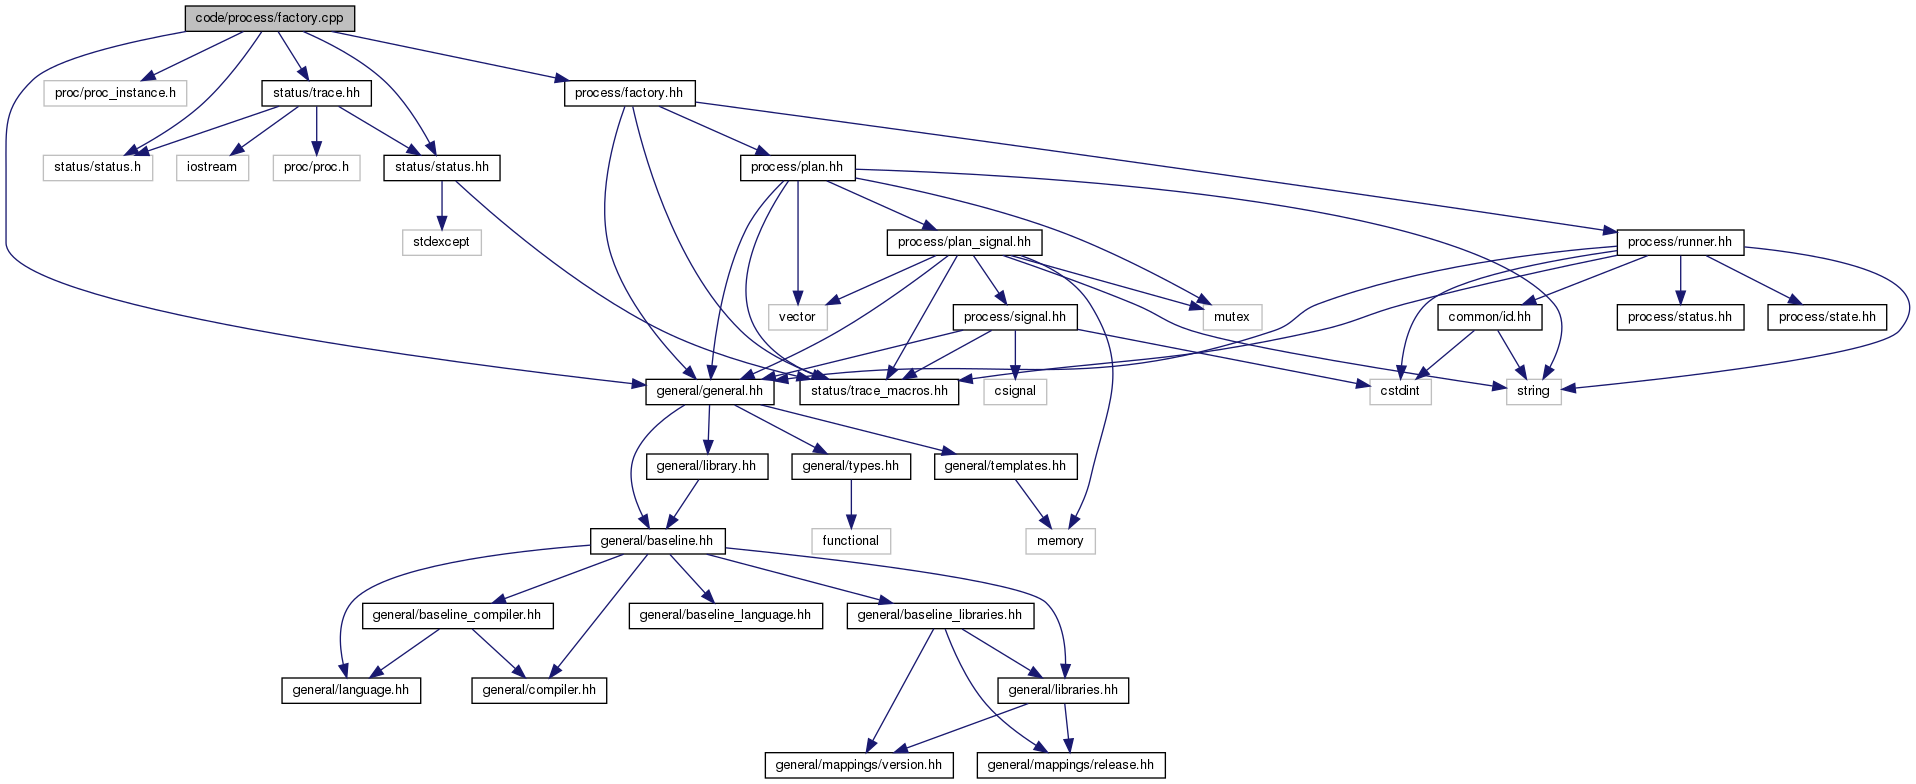 code/process/factory.cpp
proc/proc_instance.h
status/trace.hh
process/factory.hh
status/status.h
iostream
proc/proc.h
status/status.hh
process/plan.hh
stdexcept
process/plan_signal.hh
process/runner.hh
vector
process/signal.hh
mutex
common/id.hh
process/status.hh
process/state.hh
general/general.hh
status/trace_macros.hh
csignal
cstdint
string
general/library.hh
general/types.hh
general/templates.hh
general/baseline.hh
functional
memory
general/baseline_compiler.hh
general/baseline_language.hh
general/baseline_libraries.hh
general/language.hh
general/compiler.hh
general/libraries.hh
general/mappings/version.hh
general/mappings/release.hh